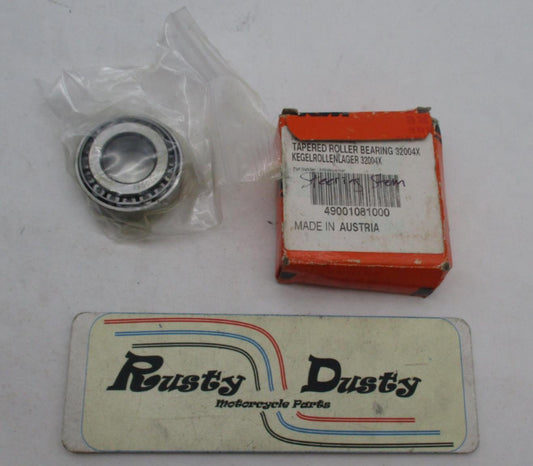 TAPERED ROLLER BEARING 32004X
KEGELROLLENLAGER 32004X
Steering Stem
49001081000
MADE IN AUSTRIA
Rusty Dusty
Motorcycle Parts